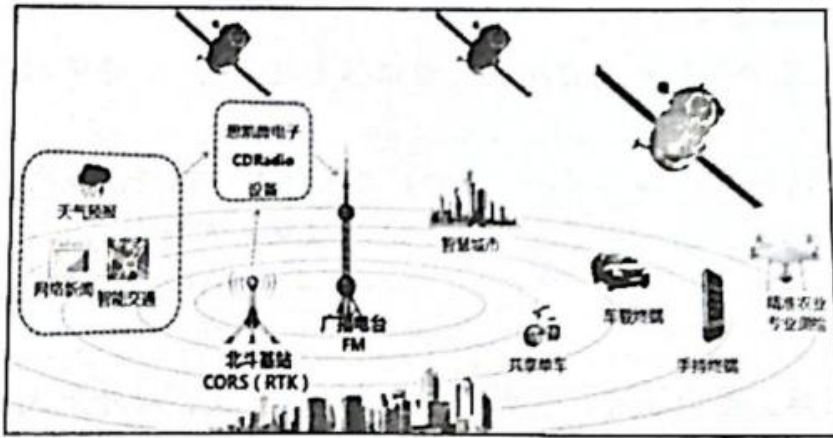 思凯微电子
CDRadio
设备
天气预报
网络新闻
智能交通
智慧城市
广播电台
FM
北斗基站
CORS（RTK）
共享单车
车载终端
手持终端
精准农业
专业测绘